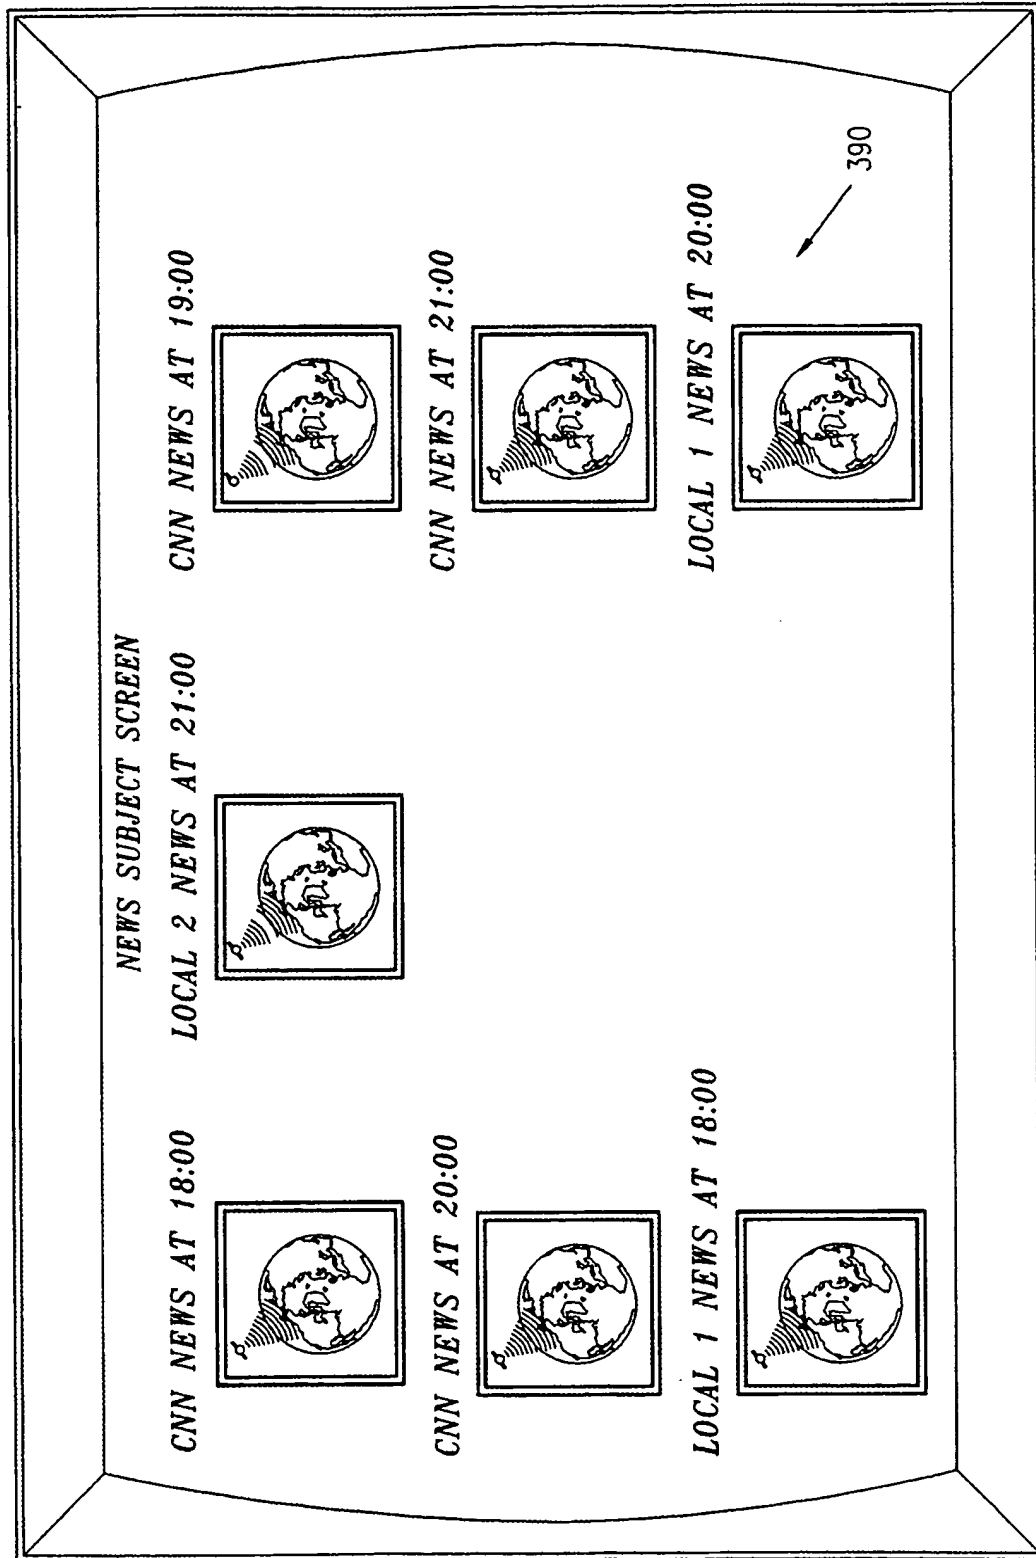 NEWS SUBJECT SCREEN
CNN NEWS AT 18:00
LOCAL 2 NEWS AT 21:00
CNN NEWS AT 19:00
CNN NEWS AT 20:00
CNN NEWS AT 21:00
LOCAL 1 NEWS AT 18:00
LOCAL 1 NEWS AT 20:00
390